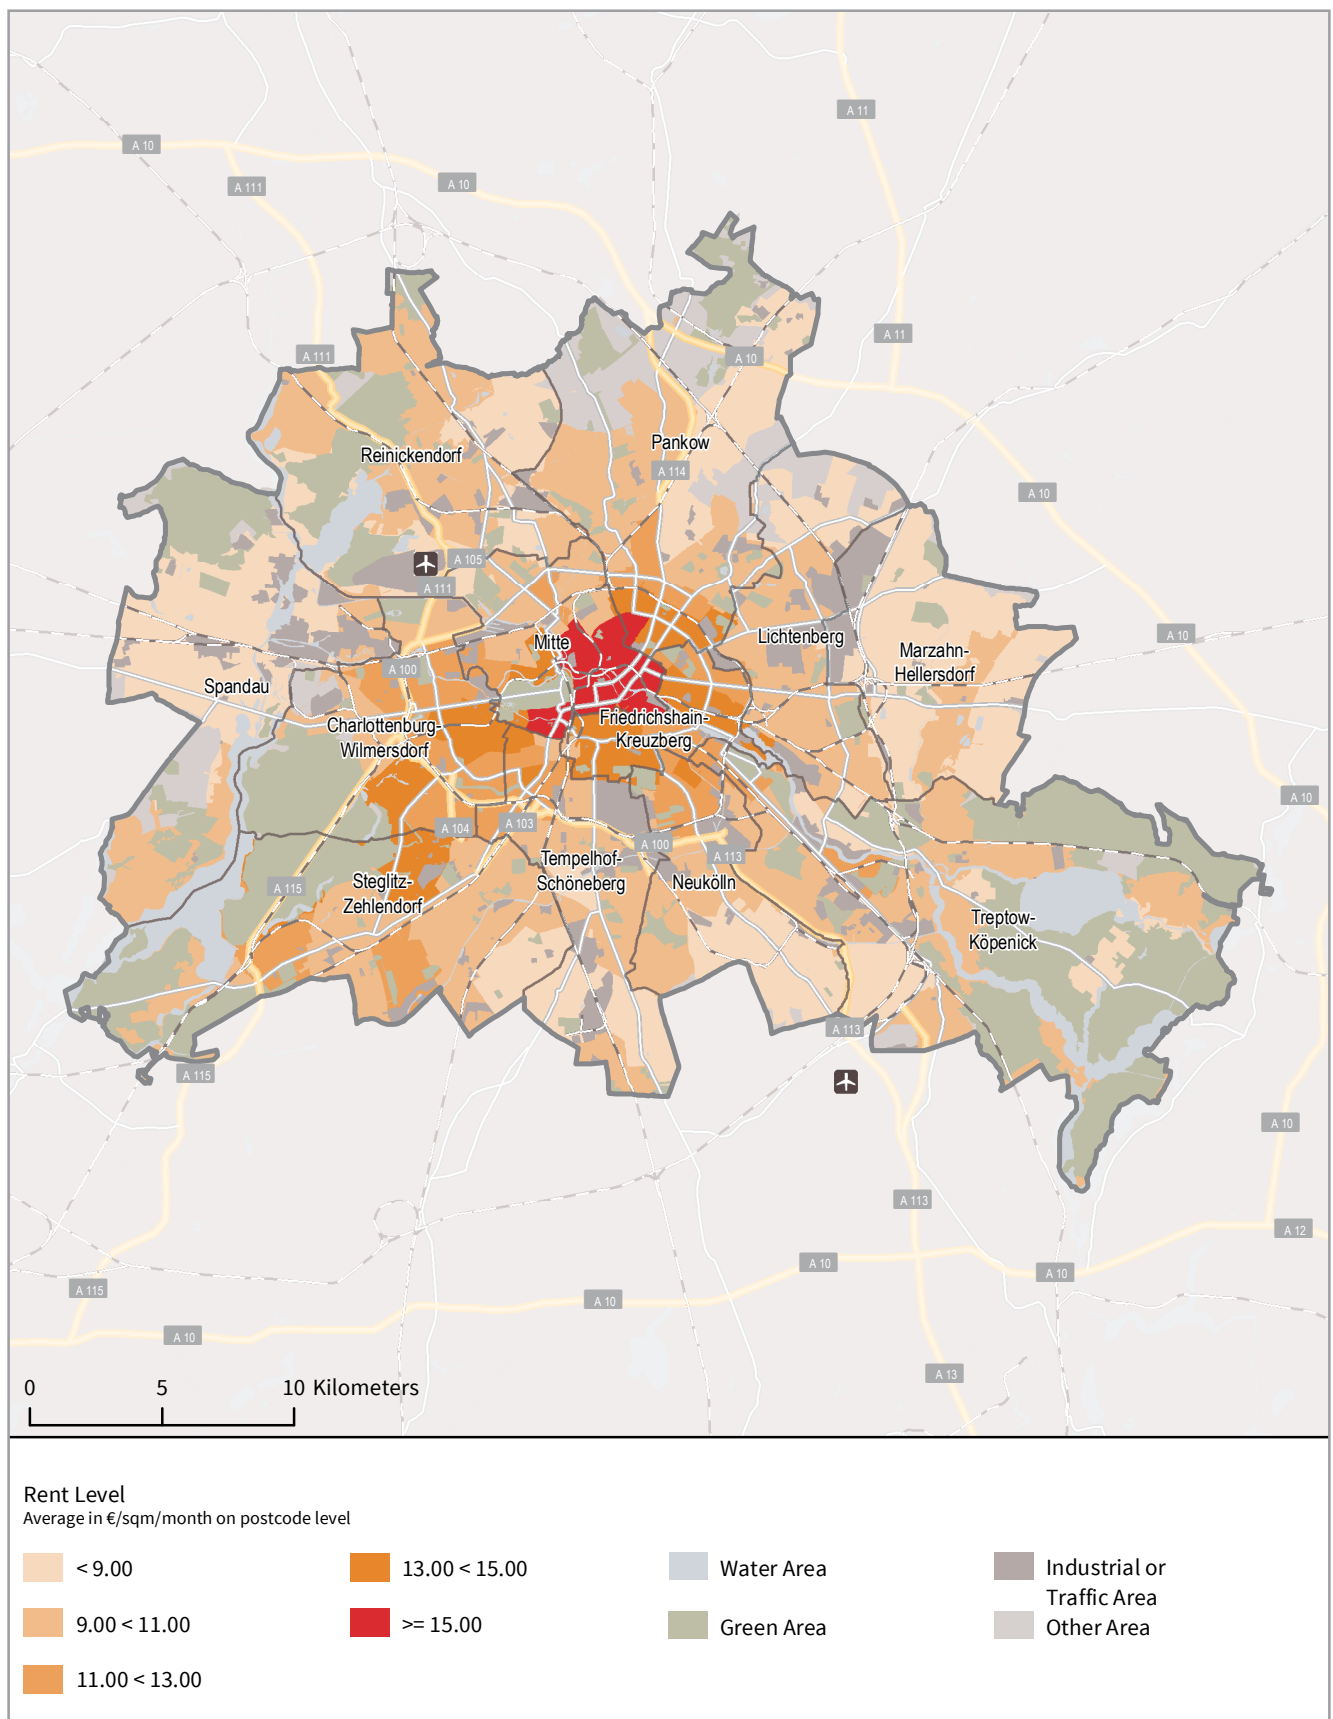 A 11
A 10
A 10
A 111
A 11
A 111
A 10
Pankow
Reinickendorf
A 114
A 10
A 105
A 111
A 10
Lichtenberg
Mitte
Marzahn-
Hellersdorf
A 100
Spandau
Friedrichshain-
Kreuzberg
Charlottenburg-
Wilmersdorf
A 10
A 103
A 104
A 100
A 113
Tempelhof-
Schöneberg
Neukölln
Steglitz-
Zehlendorf
A 115
Treptow-
Köpenick
A 113
A 115
A 10
A 113
A 12
A 10
A 10
A 115
A 10
A 10
A 13
0 5 10 Kilometers
Rent Level
Average in €/sqm/month on postcode level
< 9.00
9.00 < 11.00
11.00 < 13.00
13.00 < 15.00
>= 15.00
Water Area
Green Area
Industrial or
Traffic Area
Other Area